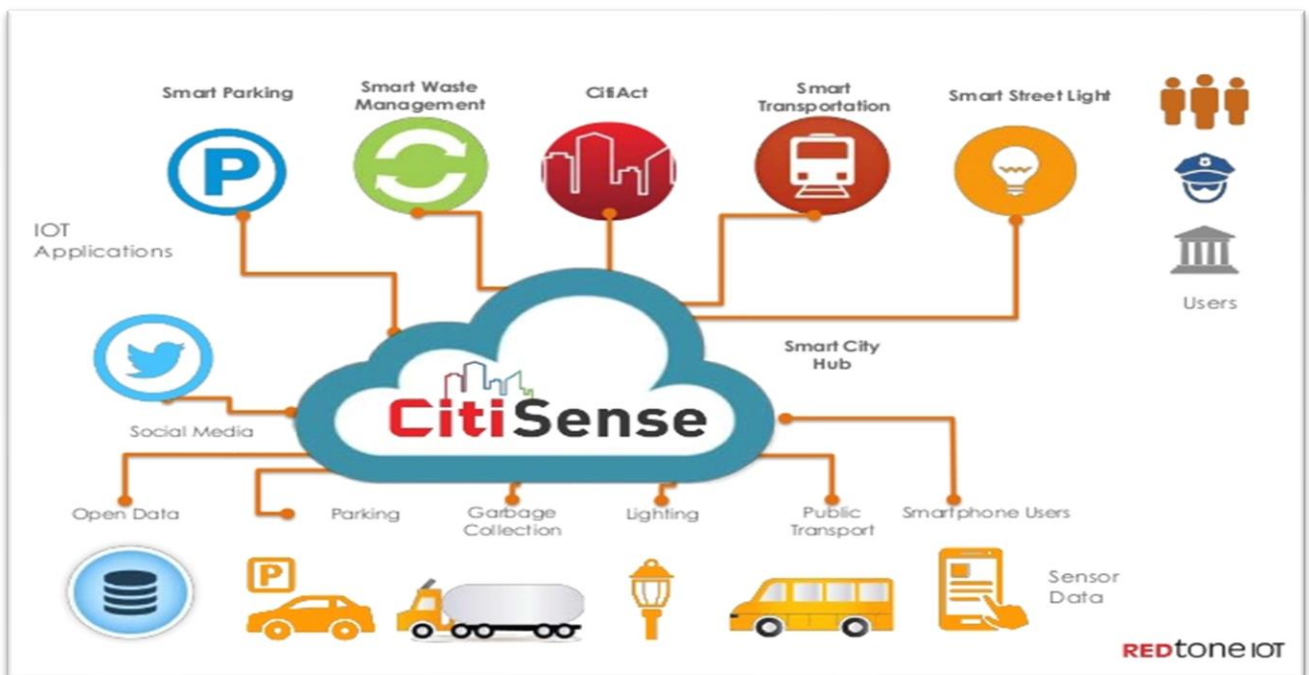 Smart Parking
Smart Waste
Management
CitiAct
Smart
Transportation
Smart Street Light
P
IOT
Applications
Users
Smart City
Hub
CitiSense
Social Media
Open Data
Parking
Garbage
Collection
Lighting
Public
Transport
Smartphone Users
P
Sensor
Data
REDtone IOT